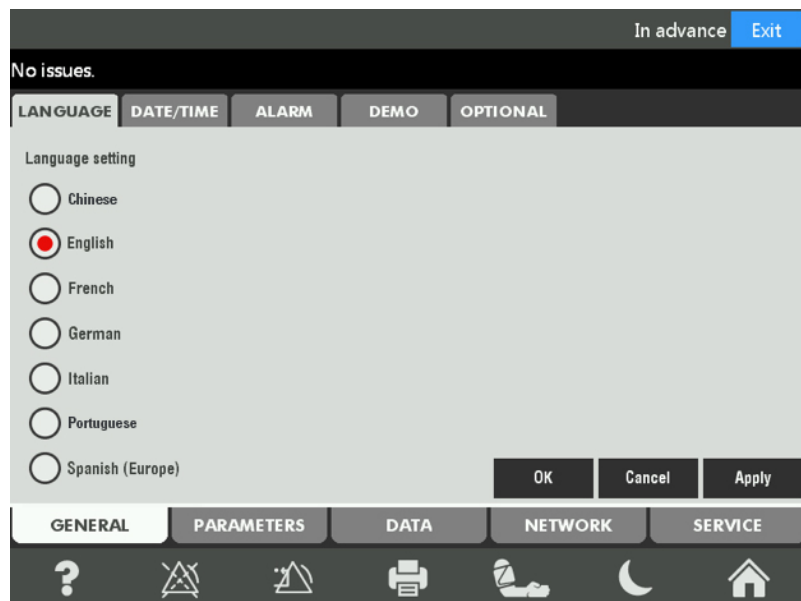 In advance Exit
No issues.
LANGUAGE DATE/TIME ALARM DEMO OPTIONAL
Language setting
Chinese
English
French
German
Italian
Portuguese
Spanish (Europe)
OK Cancel Apply
GENERAL PARAMETERS DATA NETWORK SERVICE
?